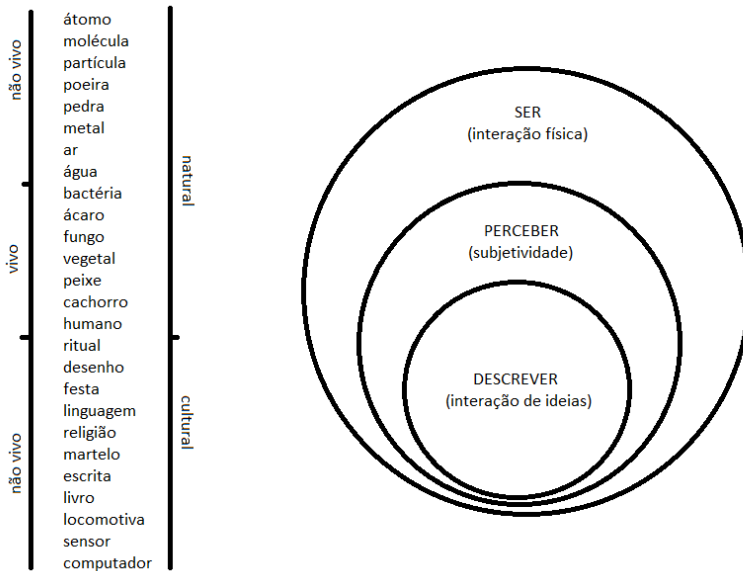 não vivo
vivo
não vivo
átomo
molécula
partícula
poeira
pedra
metal
ar
água
bactéria
ácaro
fungo
vegetal
peixe
cachorro
humano
ritual
desenho
festa
linguagem
religião
martelo
escrita
livro
locomotiva
sensor
computador
natural
cultural
SER
(interação física)
PERCEBER
(subjetividade)
DESCREVER
(interação de ideias)